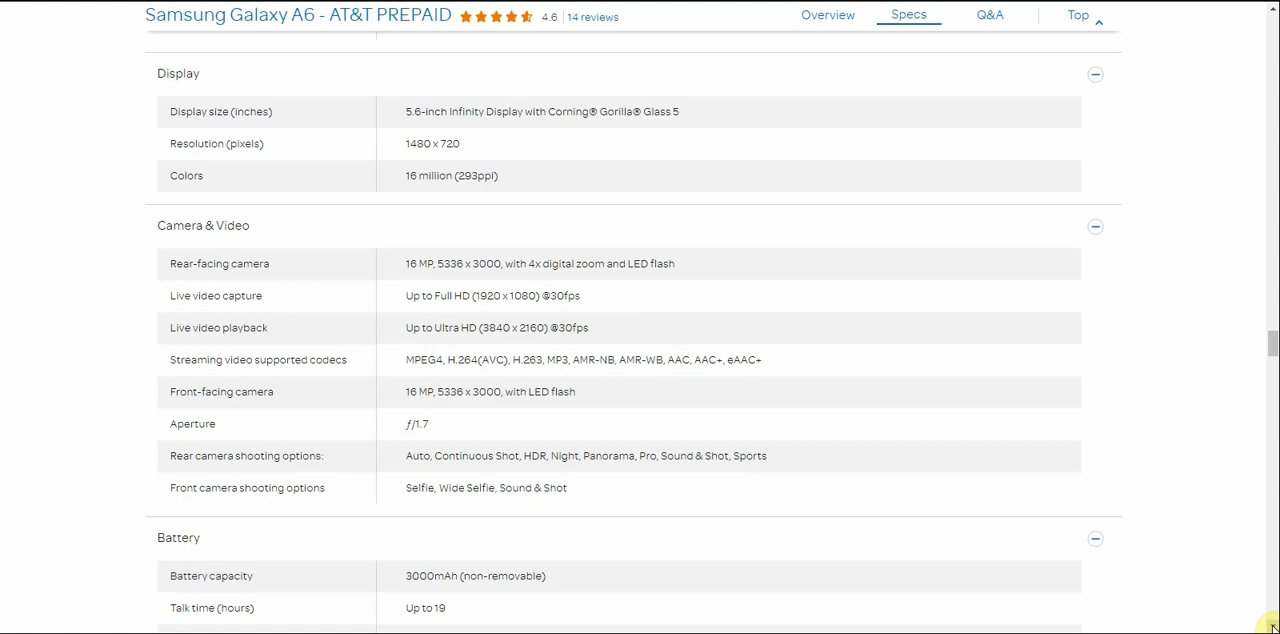 Samsung Galaxy A6 - AT&T PREPAID 4.6 14 reviews Overview Specs Q&A Top
Display
Display size (inches) 5.6-inch Infinity Display with Corning® Gorilla® Glass 5
Resolution (pixels) 1480 x 720
Colors 16 million (293ppi)
Camera & Video
Rear-facing camera 16 MP, 5336 x 3000, with 4x digital zoom and LED flash
Live video capture Up to Full HD (1920 x 1080) @30fps
Live video playback Up to Ultra HD (3840 x 2160) @30fps
Streaming video supported codecs MPEG4, H.264(AVC), H.263, MP3, AMR-NB, AMR-WB, AAC, AAC+, eAAC+
Front-facing camera 16 MP, 5336 x 3000, with LED flash
Aperture ƒ/1.7
Rear camera shooting options: Auto, Continuous Shot, HDR, Night, Panorama, Pro, Sound & Shot, Sports
Front camera shooting options Selfie, Wide Selfie, Sound & Shot
Battery
Battery capacity 3000mAh (non-removable)
Talk time (hours) Up to 19